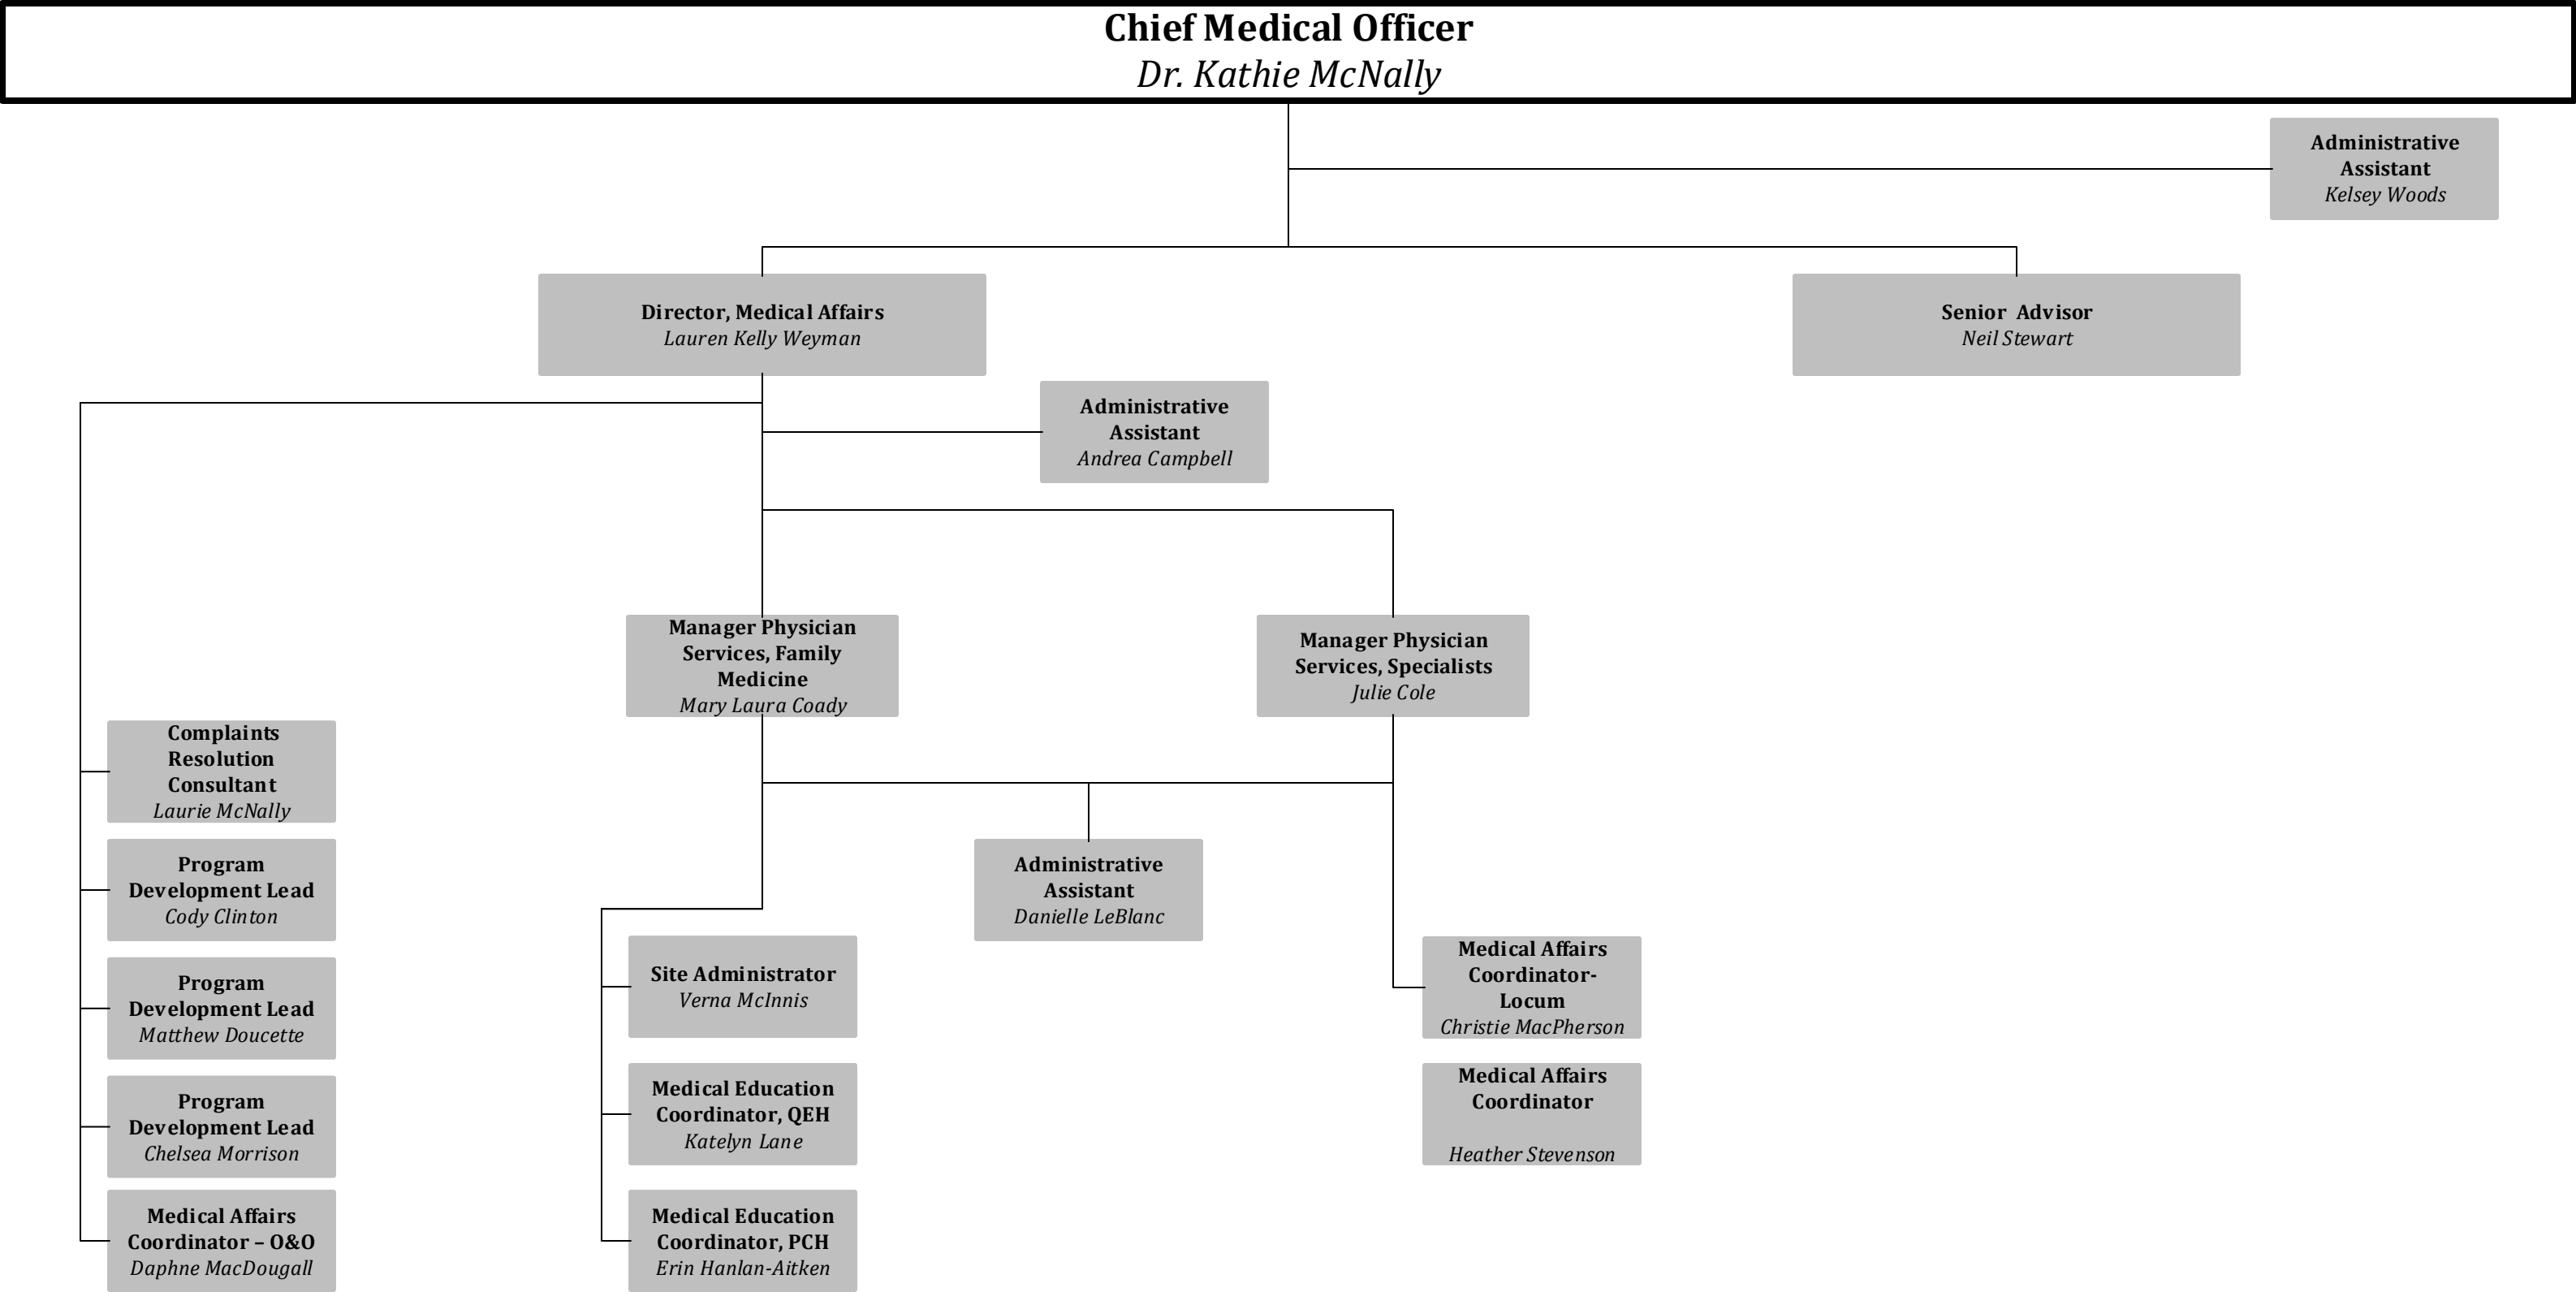 Chief Medical Officer
Dr. Kathie McNally
Administrative
Assistant
Kelsey Woods
Director, Medical Affairs
Lauren Kelly Weyman
Senior Advisor
Neil Stewart
Administrative
Assistant
Andrea Campbell
Manager Physician
Services, Family
Medicine
Mary Laura Coady
Manager Physician
Services, Specialists
Julie Cole
Complaints
Resolution
Consultant
Laurie McNally
Program
Development Lead
Cody Clinton
Program
Development Lead
Matthew Doucette
Program
Development Lead
Chelsea Morrison
Medical Affairs
Coordinator – O&O
Daphne MacDougall
Site Administrator
Verna McInnis
Medical Education
Coordinator, QEH
Katelyn Lane
Medical Education
Coordinator, PCH
Erin Hanlan-Aitken
Administrative
Assistant
Danielle LeBlanc
Medical Affairs
Coordinator-
Locum
Christie MacPherson
Medical Affairs
Coordinator
Heather Stevenson